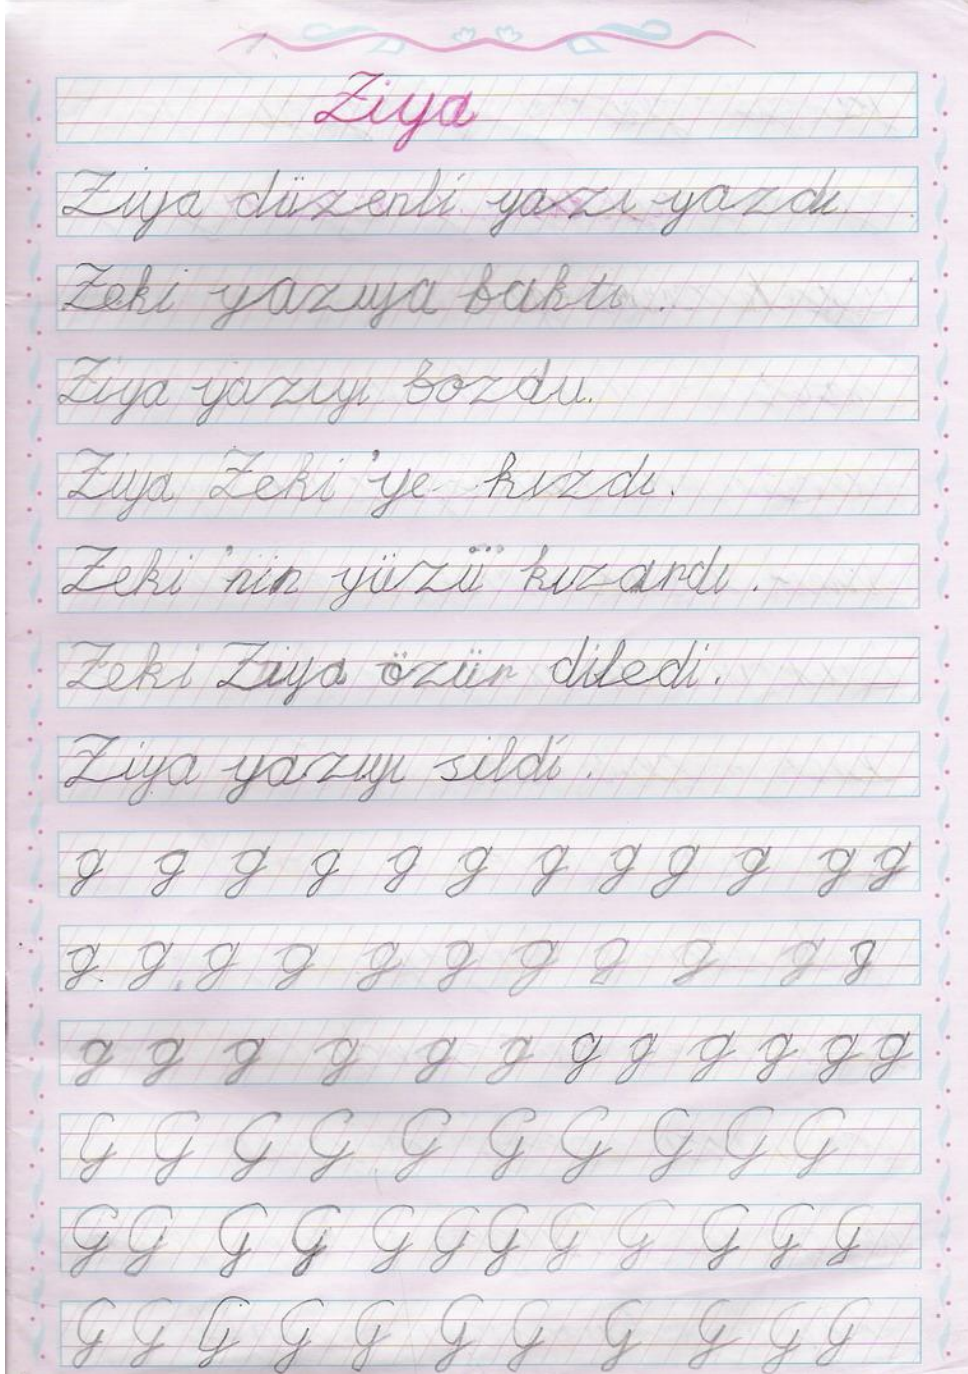 Ziya
Ziya düzenli yazı yazdı.
Zeki yazıya baktı.
Ziya yazıyı bozdu.
Ziya Zeki'ye kızdı.
Zeki'nin yüzü kızardı.
Zeki Ziya özür diledi.
Ziya yazıyı sildi.
g g g g g g g g g g g g
g g g g g g g g g g g
g g g g g g g g g g g g
G G G G G G G G G G
G G G G G G G G G G G G
G G G G G G G G G G G